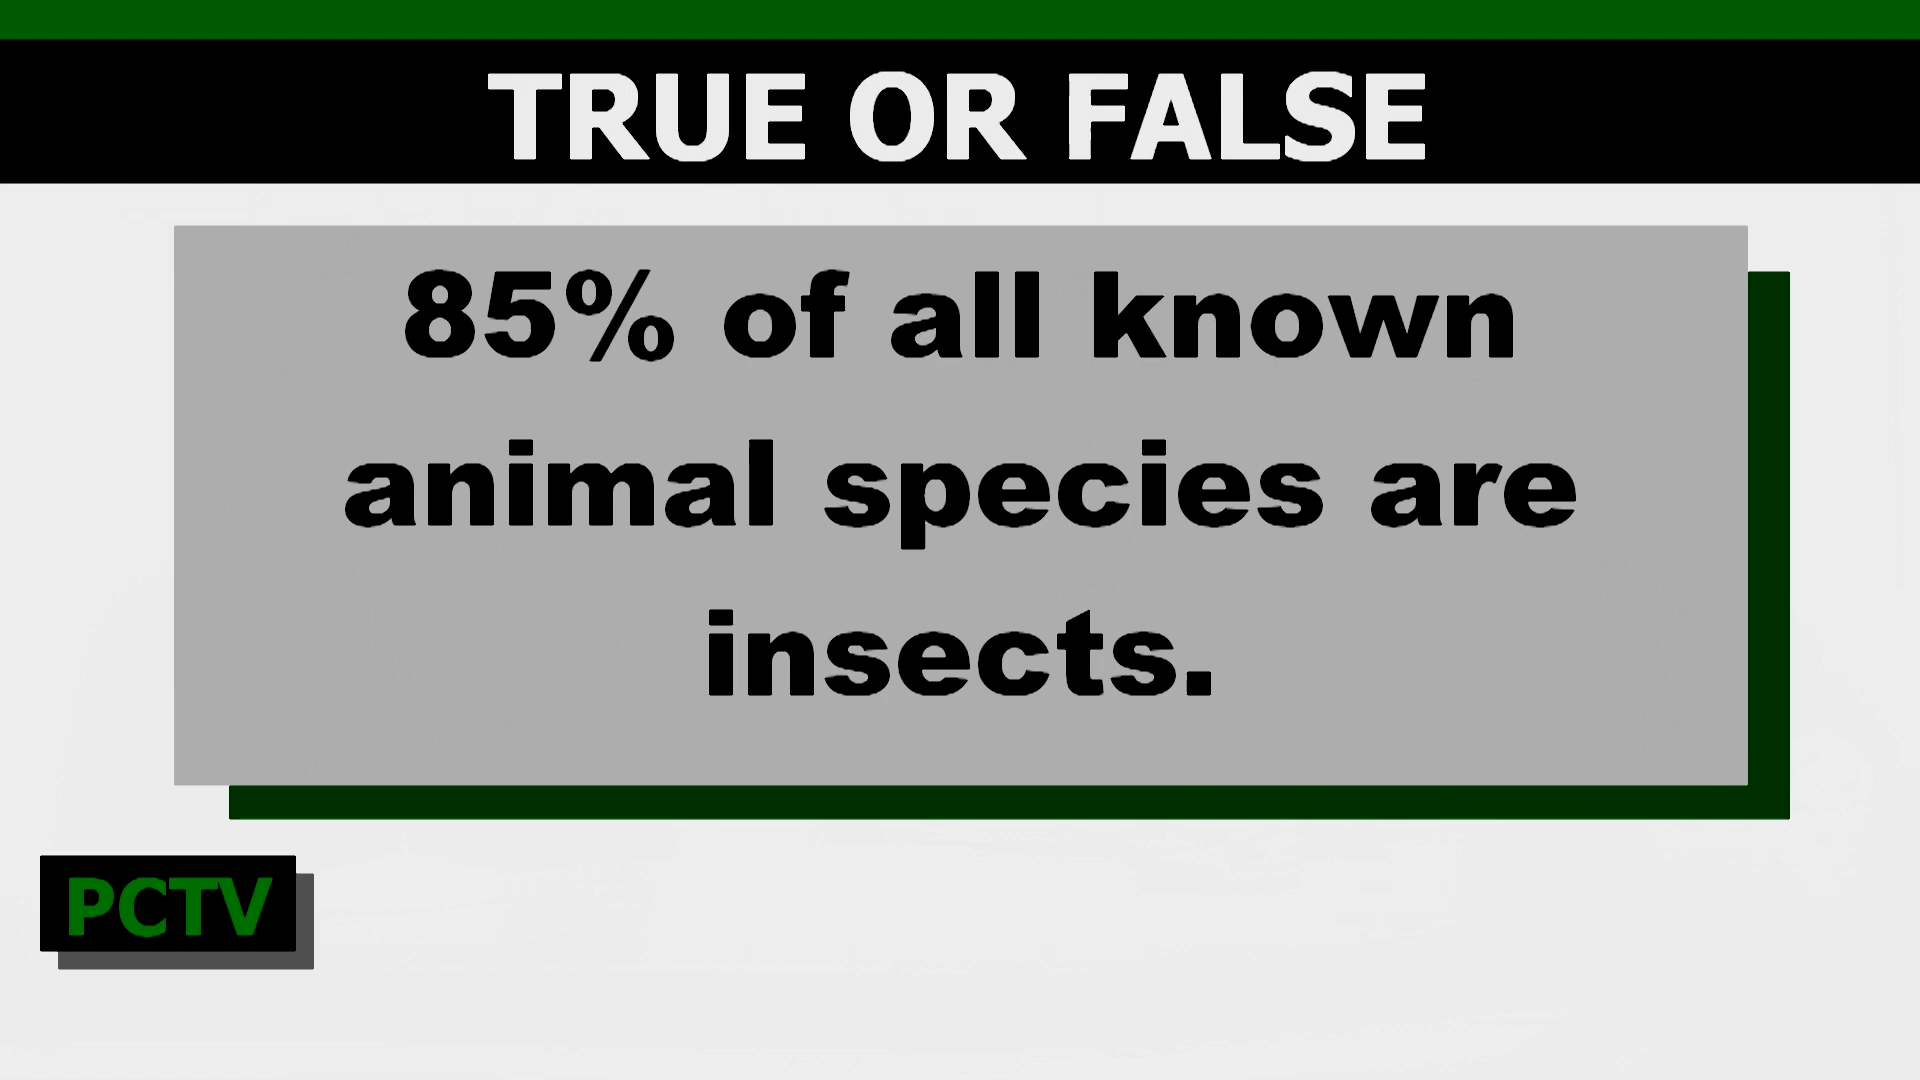 TRUE OR FALSE
85% of all known
animal species are
insects.
PCTV